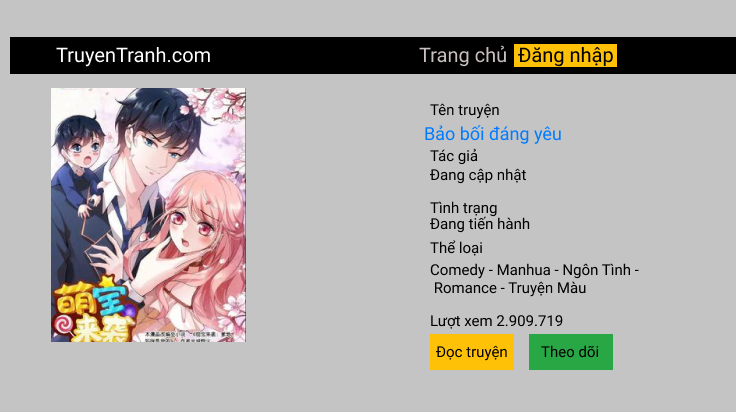 TruyenTranh.com
Trang chủ Đăng nhập
Tên truyện
Bảo bối đáng yêu
Tác giả
Đang cập nhật
Tình trạng
Đang tiến hành
Thể loại
Comedy - Manhua - Ngôn Tình -
Romance - Truyện Màu
Lượt xem 2.909.719
Đọc truyện Theo dõi
萌宝
来袭